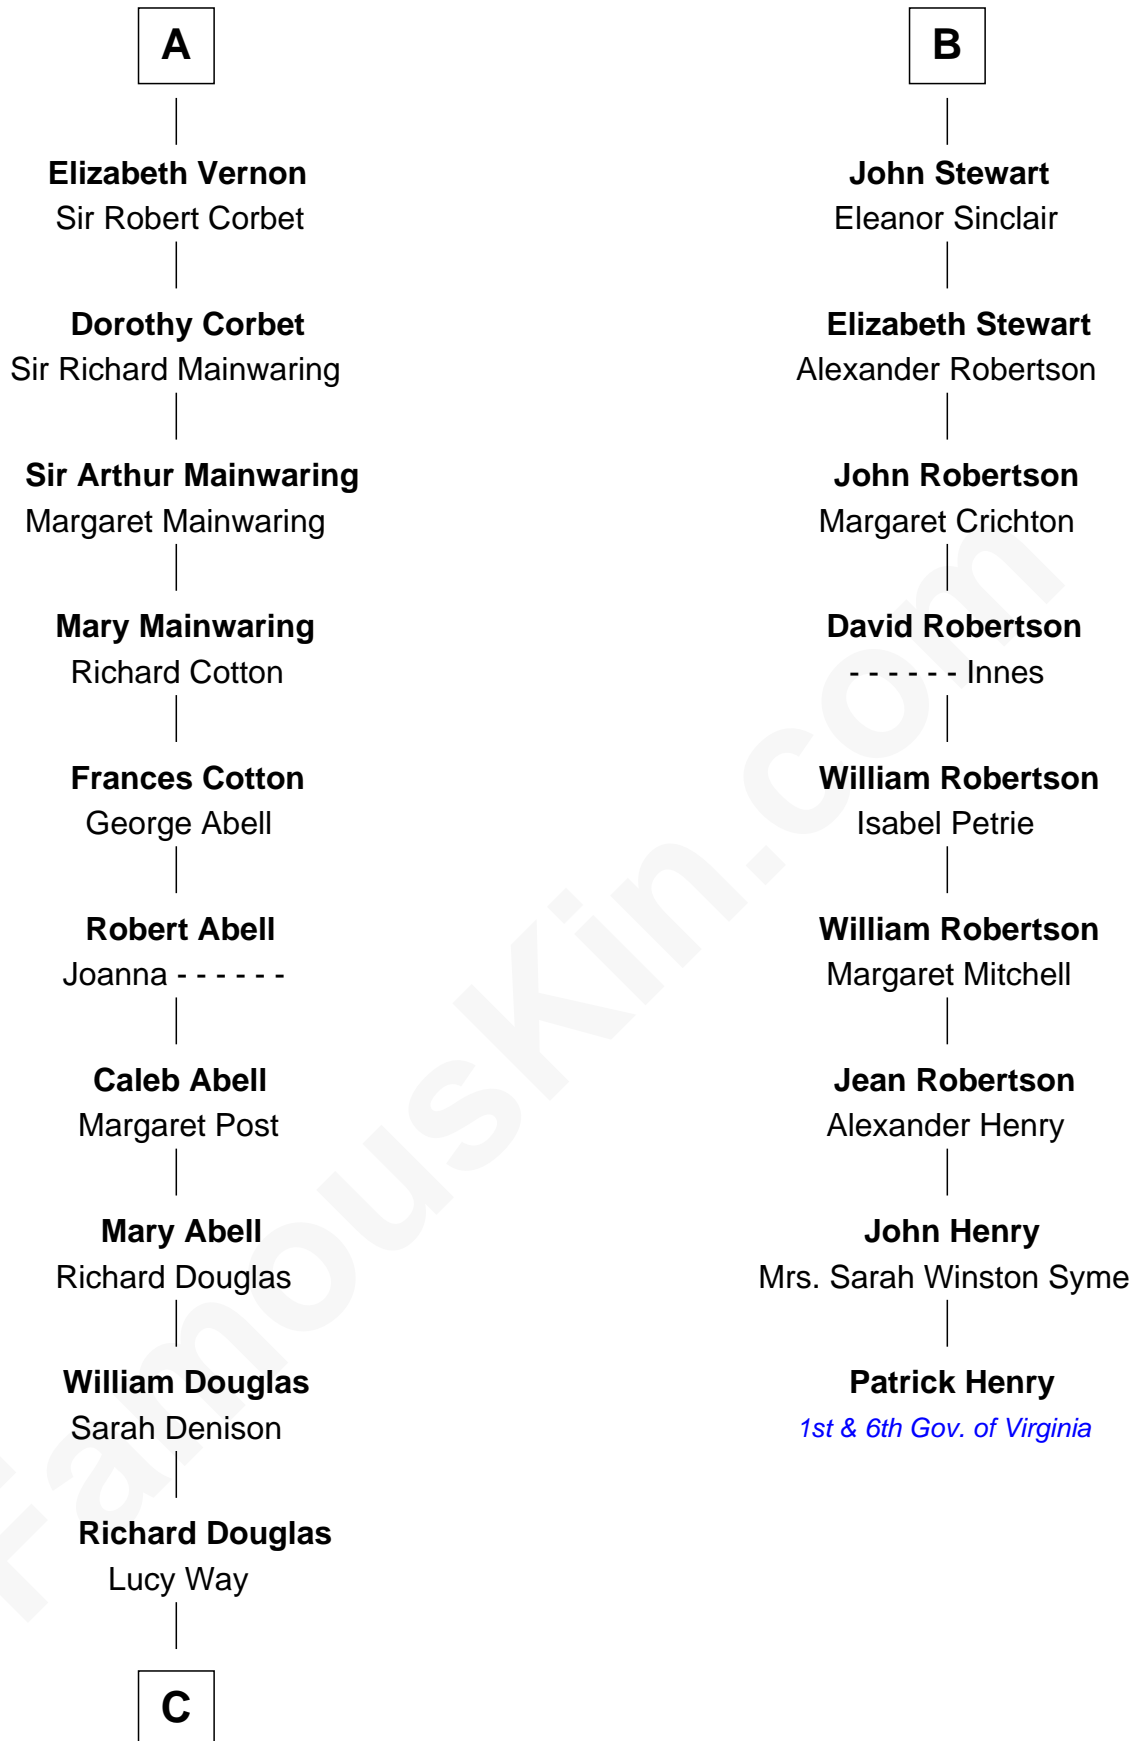 A
Elizabeth Vernon
Sir Robert Corbet
Dorothy Corbet
Sir Richard Mainwaring
Sir Arthur Mainwaring
Margaret Mainwaring
Mary Mainwaring
Richard Cotton
Frances Cotton
George Abell
Robert Abell
Joanna - - - - - -
Caleb Abell
Margaret Post
Mary Abell
Richard Douglas
William Douglas
Sarah Denison
Richard Douglas
Lucy Way
C
B
John Stewart
Eleanor Sinclair
Elizabeth Stewart
Alexander Robertson
John Robertson
Margaret Crichton
David Robertson
- - - - - - Innes
William Robertson
Isabel Petrie
William Robertson
Margaret Mitchell
Jean Robertson
Alexander Henry
John Henry
Mrs. Sarah Winston Syme
Patrick Henry
1st & 6th Gov. of Virginia
FamousKin.com